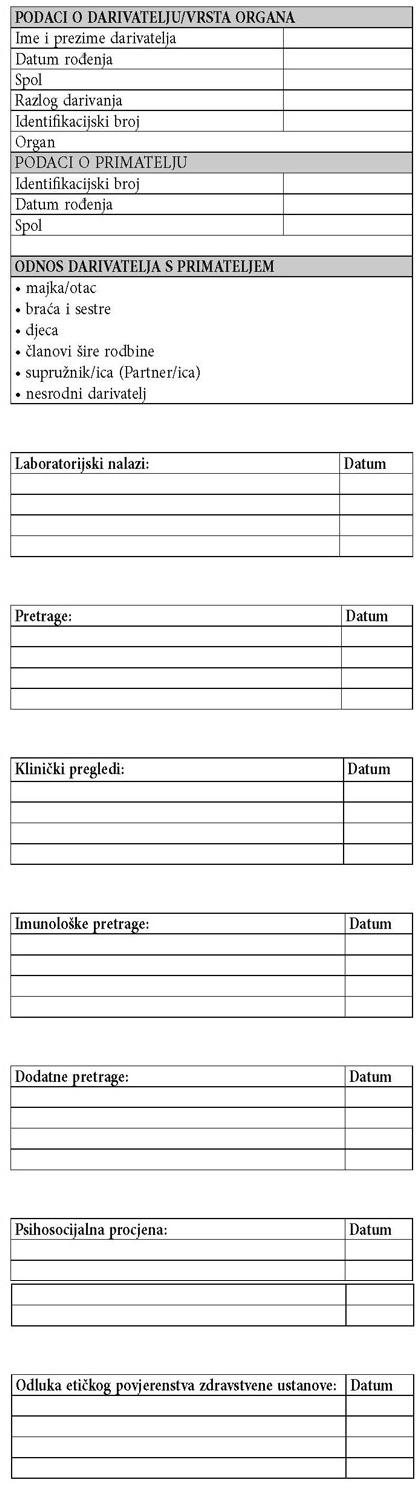 PODACI O DARIVATELJU/VRSTA ORGANA
Ime i prezime darivatelja
Datum rođenja
Spol
Razlog darivanja
Identifikacijski broj
Organ
PODACI O PRIMATELJU
Identifikacijski broj
Datum rođenja
Spol
ODNOS DARIVATELJA S PRIMATELJEM
• majka/otac
• braća i sestre
• djeca
• članovi šire rodbine
• supružnik/ica (Partner/ica)
• nesrodni darivatelj
Laboratorijski nalazi: Datum
Pretrage: Datum
Klinički pregledi: Datum
Imunološke pretrage: Datum
Dodatne pretrage: Datum
Psihosocijalna procjena: Datum
Odluka etičkog povjerenstva zdravstvene ustanove: Datum